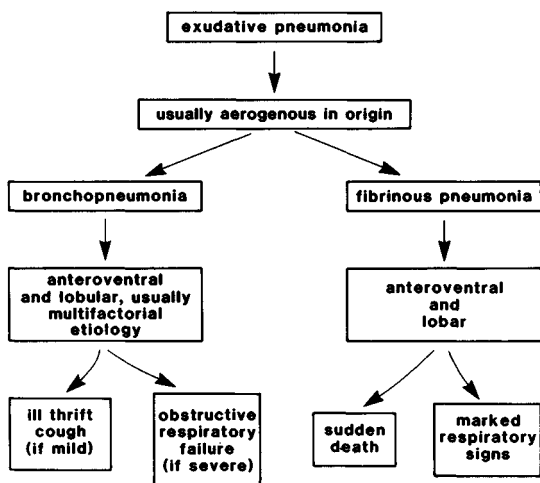 exudative pneumonia
usually aerogenous in origin
bronchopneumonia
fibrinous pneumonia
anteroventral
and lobular, usually
multifactorial
etiology
anteroventral
and
lobar
ill thrift
cough
(if mild)
obstructive
respiratory
failure
(if severe)
sudden
death
marked
respiratory
signs